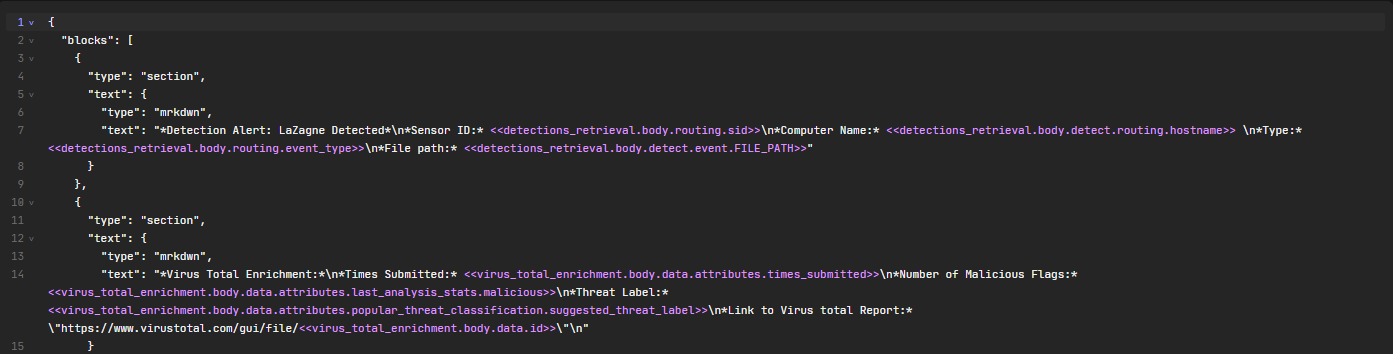 1 {
2 "blocks": [
3 {
4 "type": "section",
5 "text": {
6 "type": "mrkdwn",
7 "text": "*Detection Alert: LaZagne Detected*\n*Sensor ID:* <<detections_retrieval.body.routing.sid>>\n*Computer Name:* <<detections_retrieval.body.detect.routing.hostname>> \n*Type:*
<<detections_retrieval.body.routing.event_type>>\n*File path:* <<detections_retrieval.body.detect.event.FILE_PATH>>"
8 }
9 },
10 {
11 "type": "section",
12 "text": {
13 "type": "mrkdwn",
14 "text": "*Virus Total Enrichment:*\n*Times Submitted:* <<virus_total_enrichment.body.data.attributes.times_submitted>>\n*Number of Malicious Flags:*
<<virus_total_enrichment.body.data.attributes.last_analysis_stats.malicious>>\n*Threat Label:*
<<virus_total_enrichment.body.data.attributes.popular_threat_classification.suggested_threat_label>>\n*Link to Virus total Report:*
\"https://www.virustotal.com/gui/file/<<virus_total_enrichment.body.data.id>>\"\n"
15 }